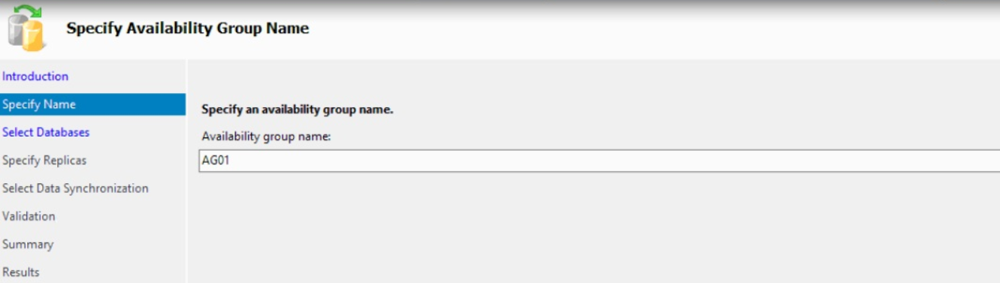 Specify Availability Group Name
Introduction
Specify Name
Select Databases
Specify Replicas
Select Data Synchronization
Validation
Summary
Results
Specify an availability group name.
Availability group name:
AG01